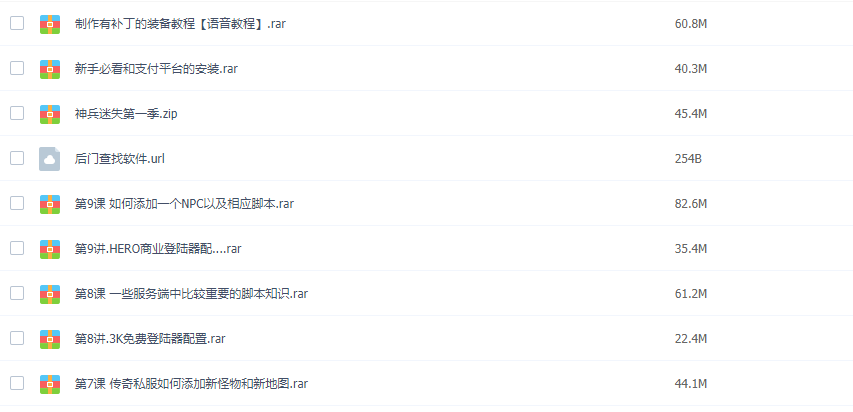 制作有补丁的装备教程【语音教程】.rar 60.8M
新手必看和支付平台的安装.rar 40.3M
神兵迷失第一季.zip 45.4M
后门查找软件.url 254B
第9课 如何添加一个NPC以及相应脚本.rar 82.6M
第9讲.HERO商业登陆器配....rar 35.4M
第8课 一些服务端中比较重要的脚本知识.rar 61.2M
第8讲.3K免费登陆器配置.rar 22.4M
第7课 传奇私服如何添加新怪物和新地图.rar 44.1M